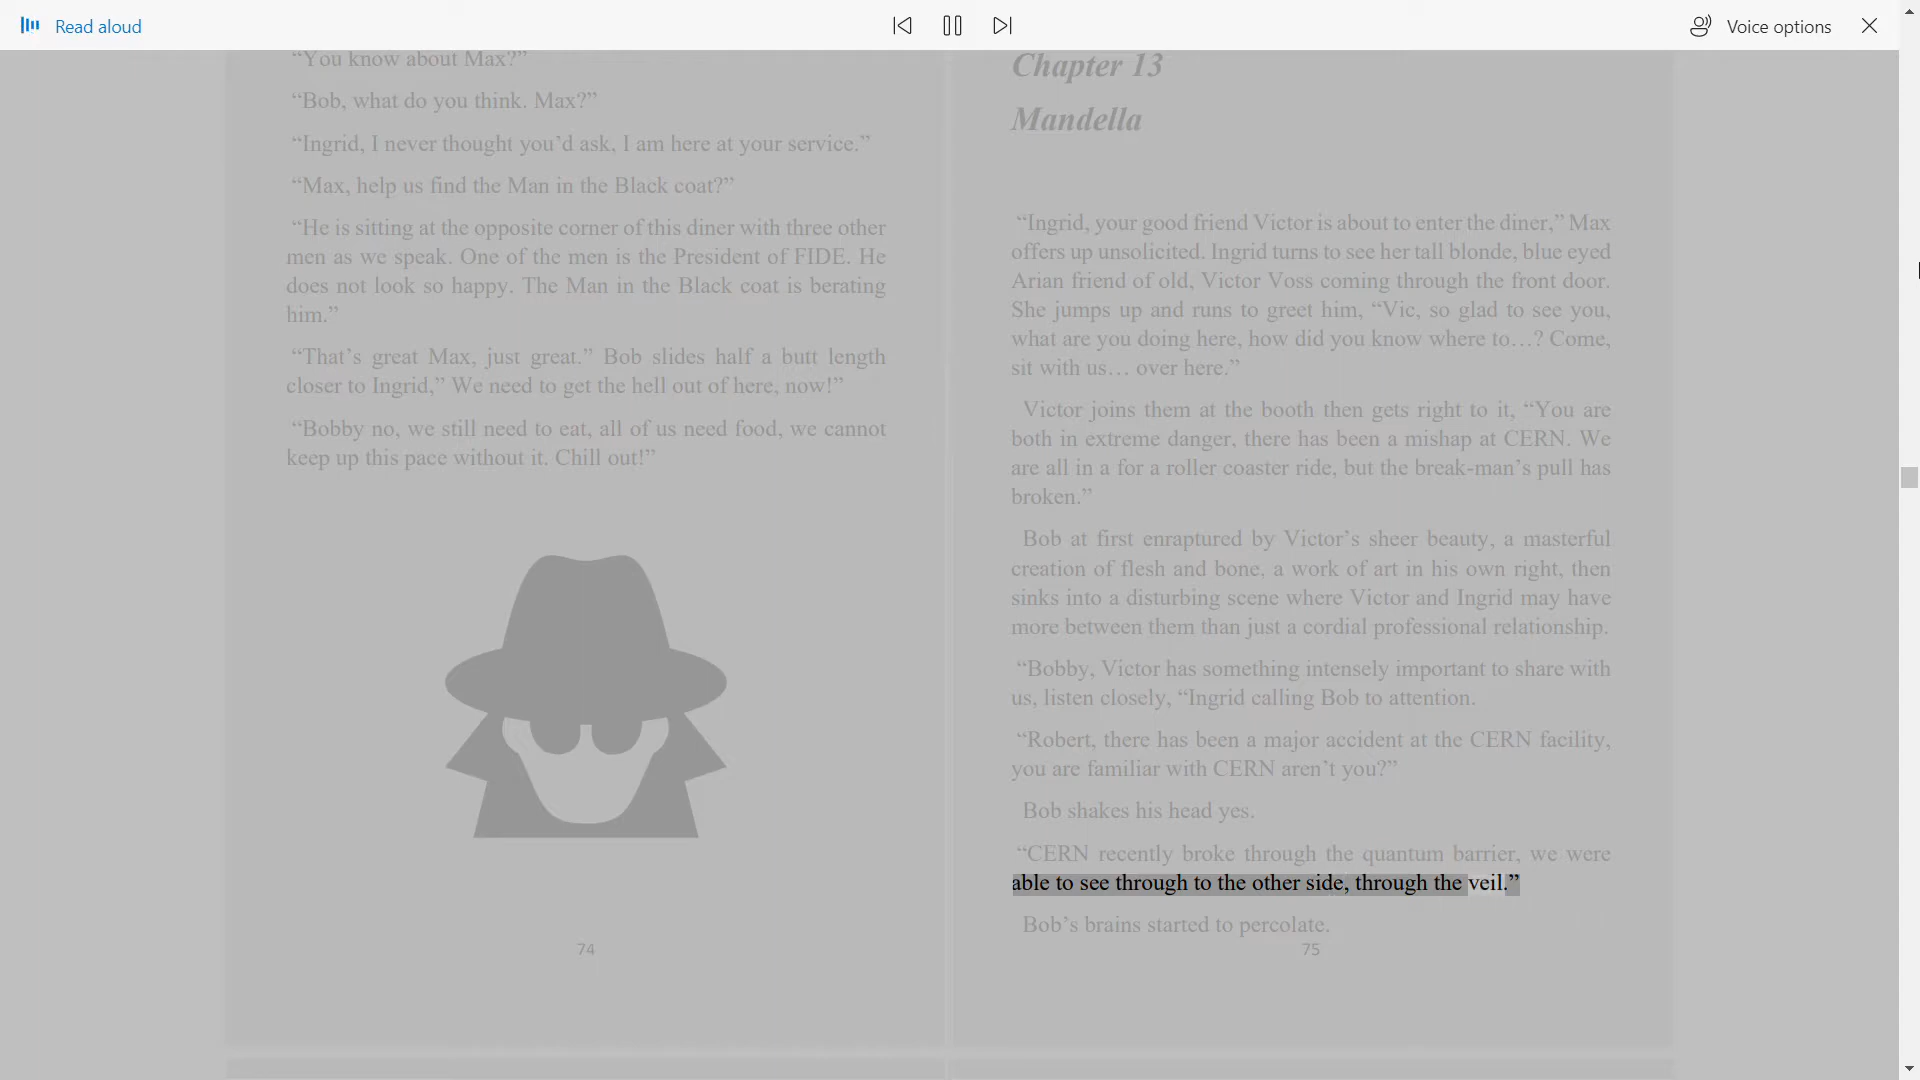 Read aloud
Voice options
“You know about Max?”
“Bob, what do you think. Max?”
“Ingrid, I never thought you’d ask, I am here at your service.”
“Max, help us find the Man in the Black coat?”
“He is sitting at the opposite corner of this diner with three other
men as we speak. One of the men is the President of FIDE. He
does not look so happy. The Man in the Black coat is berating
him.”
“That’s great Max, just great.” Bob slides half a butt length
closer to Ingrid,” We need to get the hell out of here, now!”
“Bobby no, we still need to eat, all of us need food, we cannot
keep up this pace without it. Chill out!”
74
Chapter 13
Mandella
“Ingrid, your good friend Victor is about to enter the diner,” Max
offers up unsolicited. Ingrid turns to see her tall blonde, blue eyed
Arian friend of old, Victor Voss coming through the front door.
She jumps up and runs to greet him, “Vic, so glad to see you,
what are you doing here, how did you know where to…? Come,
sit with us… over here.”
Victor joins them at the booth then gets right to it, “You are
both in extreme danger, there has been a mishap at CERN. We
are all in a for a roller coaster ride, but the break-man’s pull has
broken.”
Bob at first enraptured by Victor’s sheer beauty, a masterful
creation of flesh and bone, a work of art in his own right, then
sinks into a disturbing scene where Victor and Ingrid may have
more between them than just a cordial professional relationship.
“Bobby, Victor has something intensely important to share with
us, listen closely, “Ingrid calling Bob to attention.
“Robert, there has been a major accident at the CERN facility,
you are familiar with CERN aren’t you?”
Bob shakes his head yes.
“CERN recently broke through the quantum barrier, we were
able to see through to the other side, through the veil.”
Bob’s brains started to percolate.
75